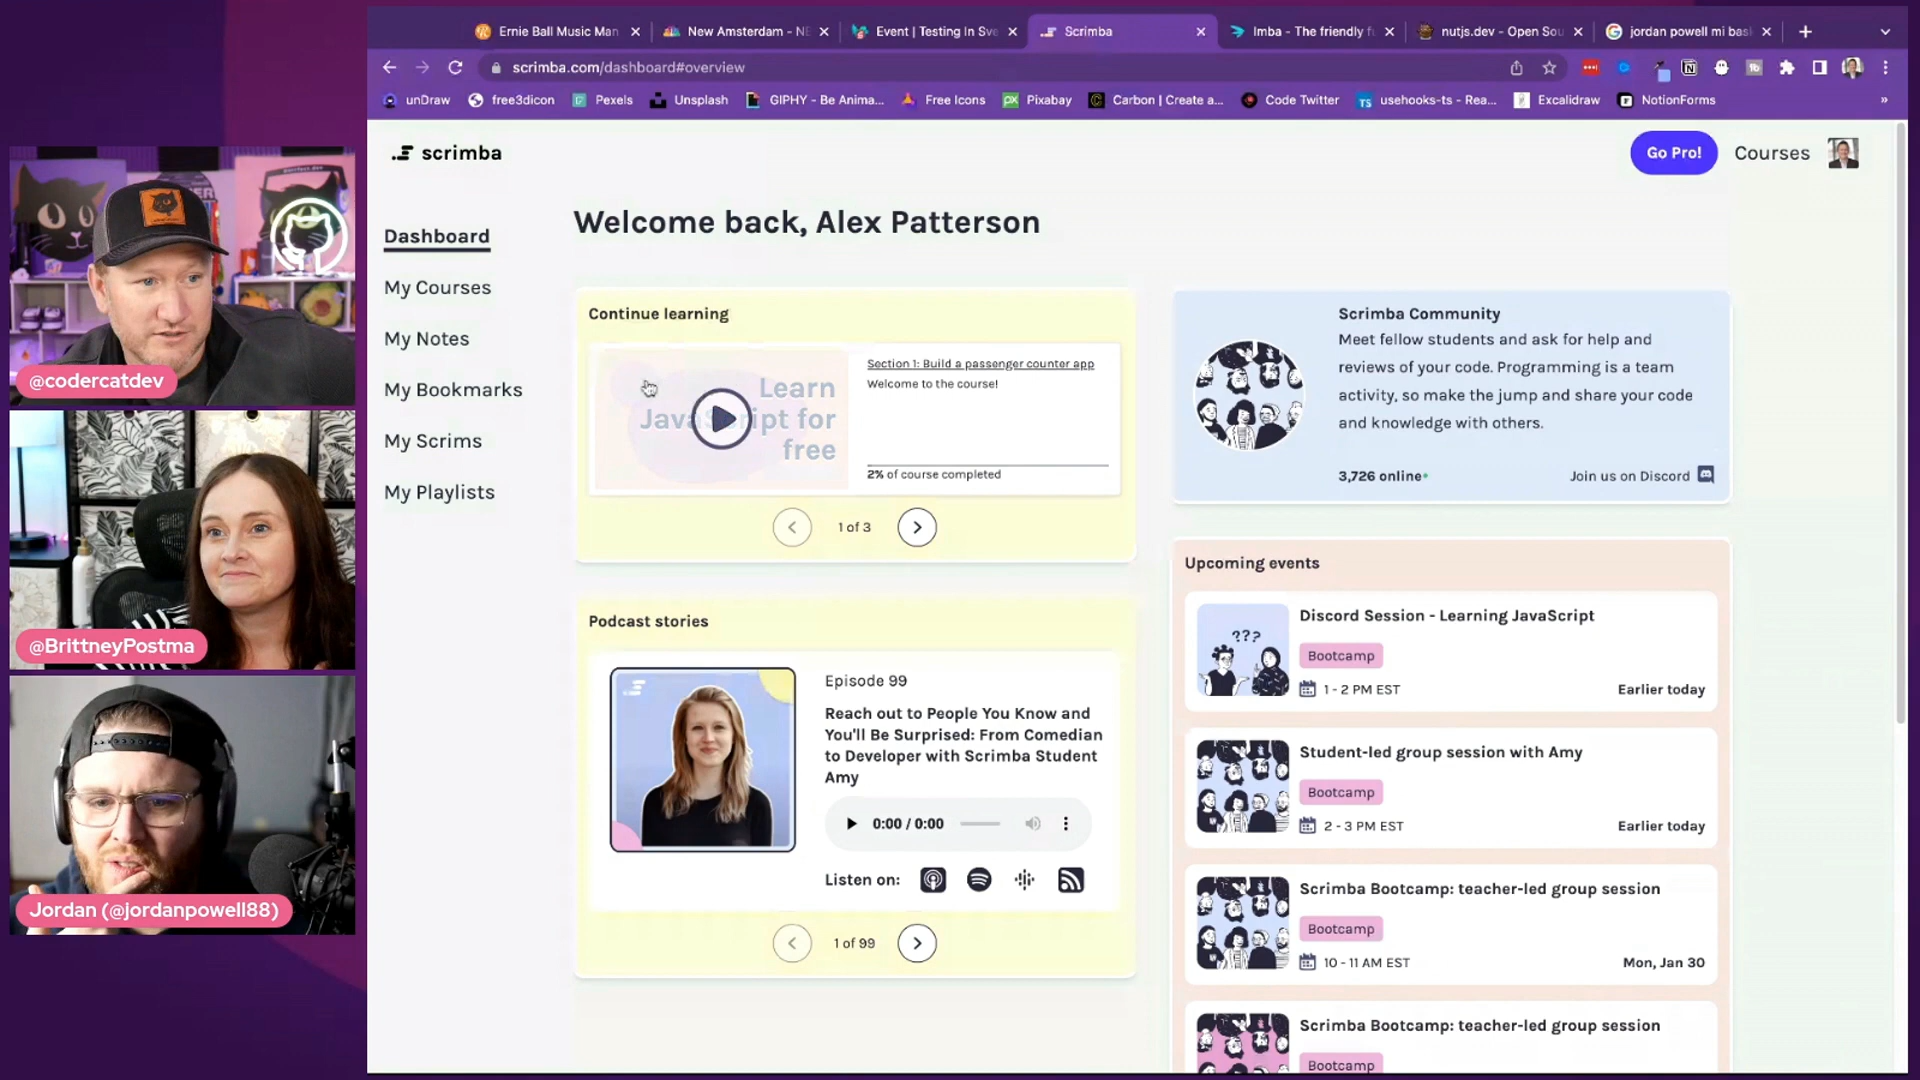 Ernie Ball Music Man
New Amsterdam - NE
Event | Testing In Sve
Scrimba
Imba - The friendly f
nutjs.dev - Open Sou
jordan powell mi bas
scrimba.com/dashboard#overview
unDraw
free3dicon
Pexels
Unsplash
GIPHY - Be Anima...
Free Icons
Pixabay
Carbon | Create a...
Code Twitter
usehooks-ts - Rea...
Excalidraw
NotionForms
scrimba
Go Pro!
Courses
Dashboard
My Courses
My Notes
My Bookmarks
My Scrims
My Playlists
Welcome back, Alex Patterson
Continue learning
Learn
JavaScript for
free
Section 1: Build a passenger counter app
Welcome to the course!
2% of course completed
1 of 3
Podcast stories
Episode 99
Reach out to People You Know and
You'll Be Surprised: From Comedian
to Developer with Scrimba Student
Amy
0:00 / 0:00
Listen on:
1 of 99
Scrimba Community
Meet fellow students and ask for help and
reviews of your code. Programming is a team
activity, so make the jump and share your code
and knowledge with others.
3,726 online
Join us on Discord
Upcoming events
???
Discord Session - Learning JavaScript
Bootcamp
1 - 2 PM EST
Earlier today
Student-led group session with Amy
Bootcamp
2 - 3 PM EST
Earlier today
Scrimba Bootcamp: teacher-led group session
Bootcamp
10 - 11 AM EST
Mon, Jan 30
Scrimba Bootcamp: teacher-led group session
Bootcamp
@codercatdev
@BrittneyPostma
Jordan (@jordanpowell88)